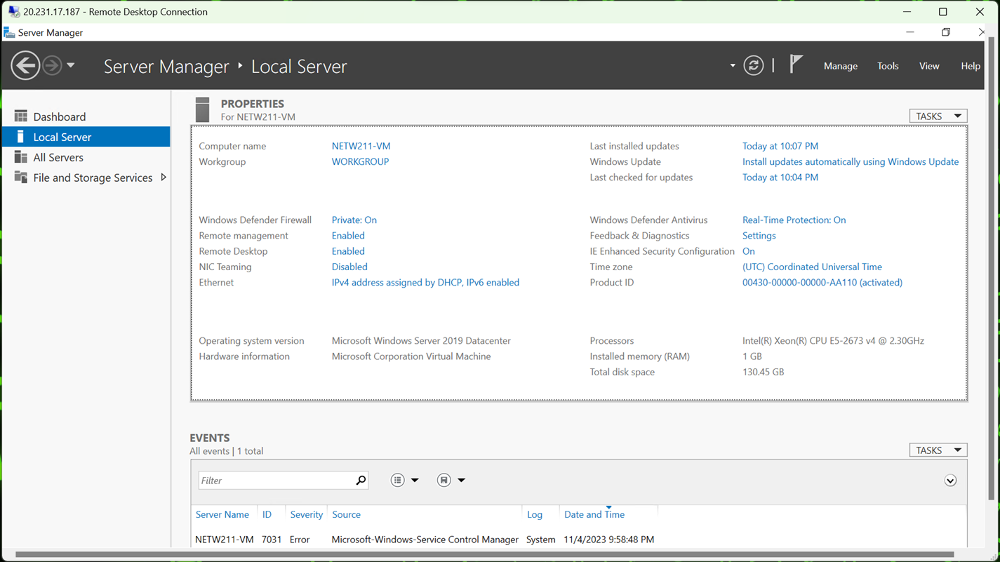 20.231.17.187 - Remote Desktop Connection
Server Manager
Server Manager ‣ Local Server
Manage Tools View Help
Dashboard
Local Server
All Servers
File and Storage Services
PROPERTIES
For NETW211-VM
TASKS
Computer name NETW211-VM Last installed updates Today at 10:07 PM
Workgroup WORKGROUP Windows Update Install updates automatically using Windows Update
Last checked for updates Today at 10:04 PM
Windows Defender Firewall Private: On Windows Defender Antivirus Real-Time Protection: On
Remote management Enabled Feedback & Diagnostics Settings
Remote Desktop Enabled IE Enhanced Security Configuration On
NIC Teaming Disabled Time zone (UTC) Coordinated Universal Time
Ethernet IPv4 address assigned by DHCP, IPv6 enabled Product ID 00430-00000-00000-AA110 (activated)
Operating system version Microsoft Windows Server 2019 Datacenter Processors Intel(R) Xeon(R) CPU E5-2673 v4 @ 2.30GHz
Hardware information Microsoft Corporation Virtual Machine Installed memory (RAM) 1 GB
Total disk space 130.45 GB
EVENTS
All events | 1 total
TASKS
Filter
Server Name ID Severity Source Log Date and Time
NETW211-VM 7031 Error Microsoft-Windows-Service Control Manager System 11/4/2023 9:58:48 PM